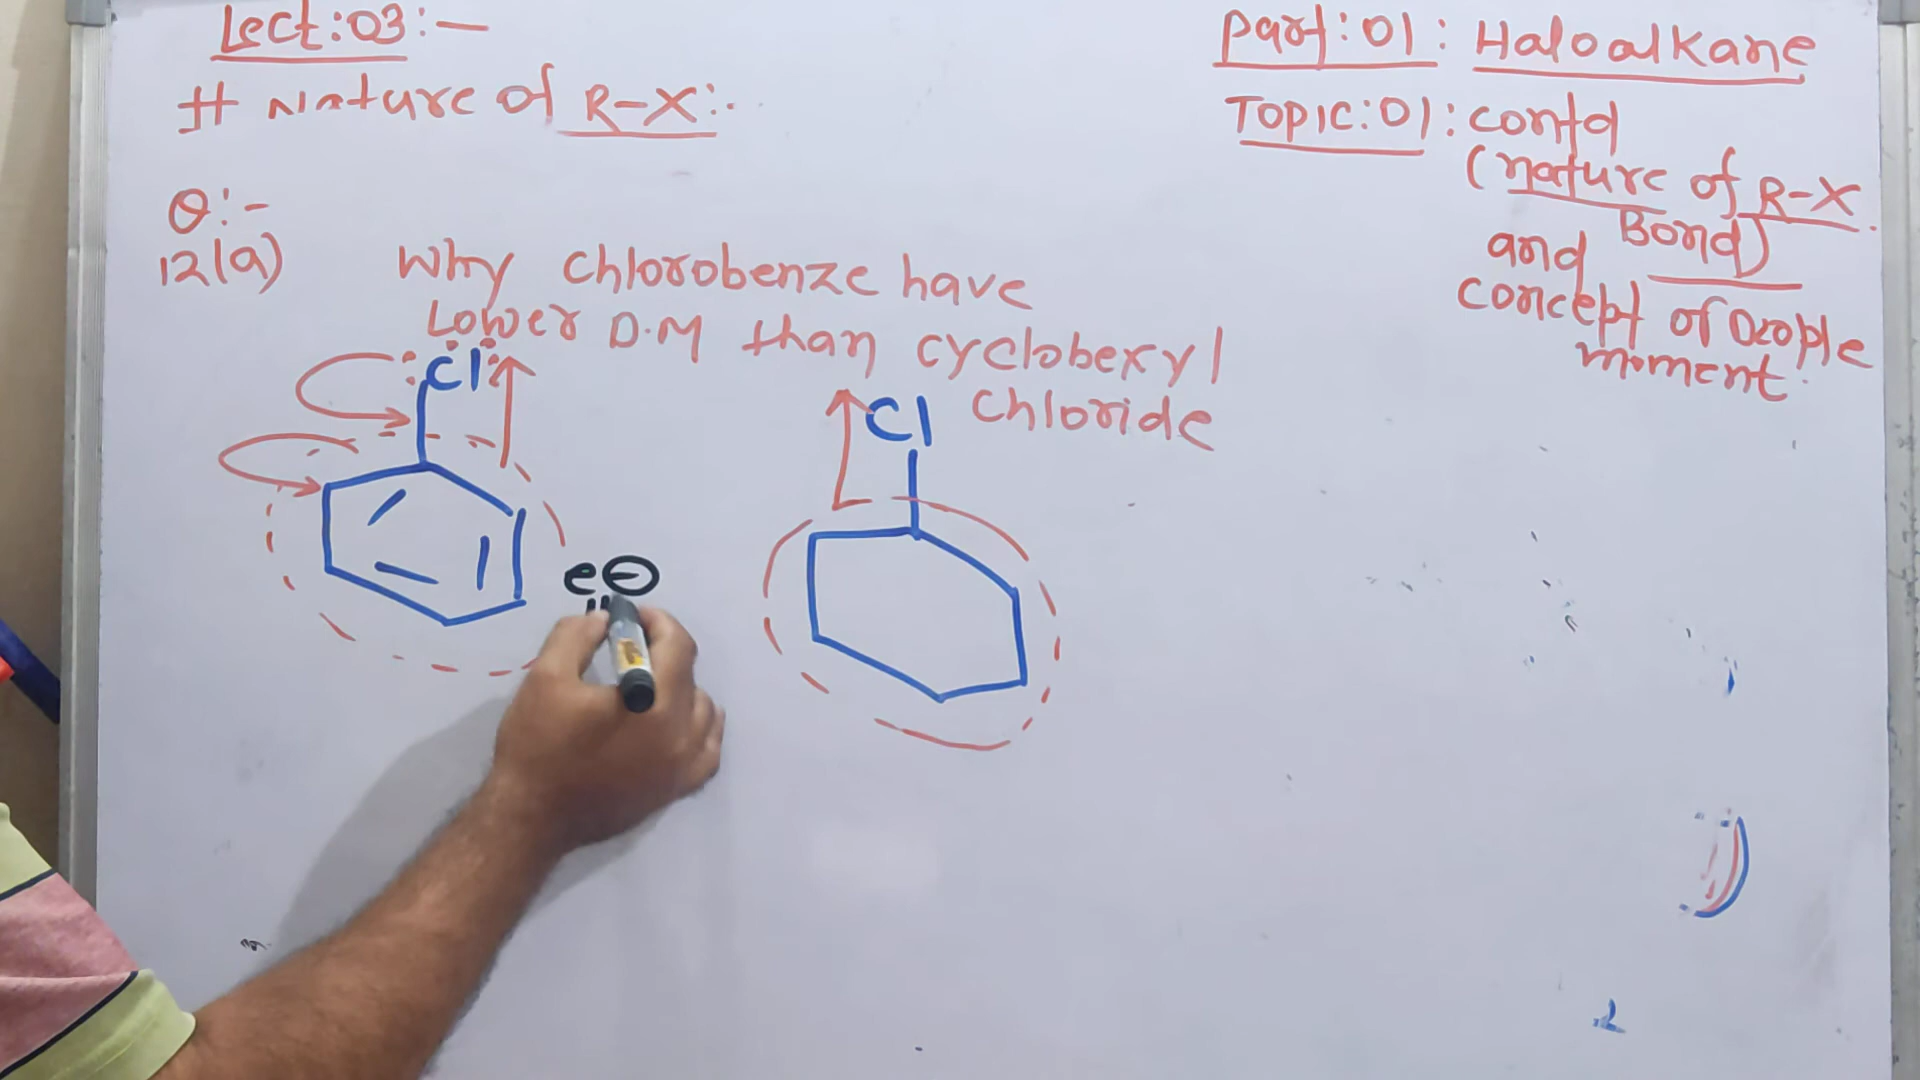 Lect:03:-
# Nature of R-X:-
Part:01: Haloalkane
Topic:01: contd
(nature of R-X
Bond)
and
concept of Diople
moment.
Q:-
12(a) Why chlorobenze have
Lower D.M than cyclohexyl
chloride
Cl
Cl
e⊖